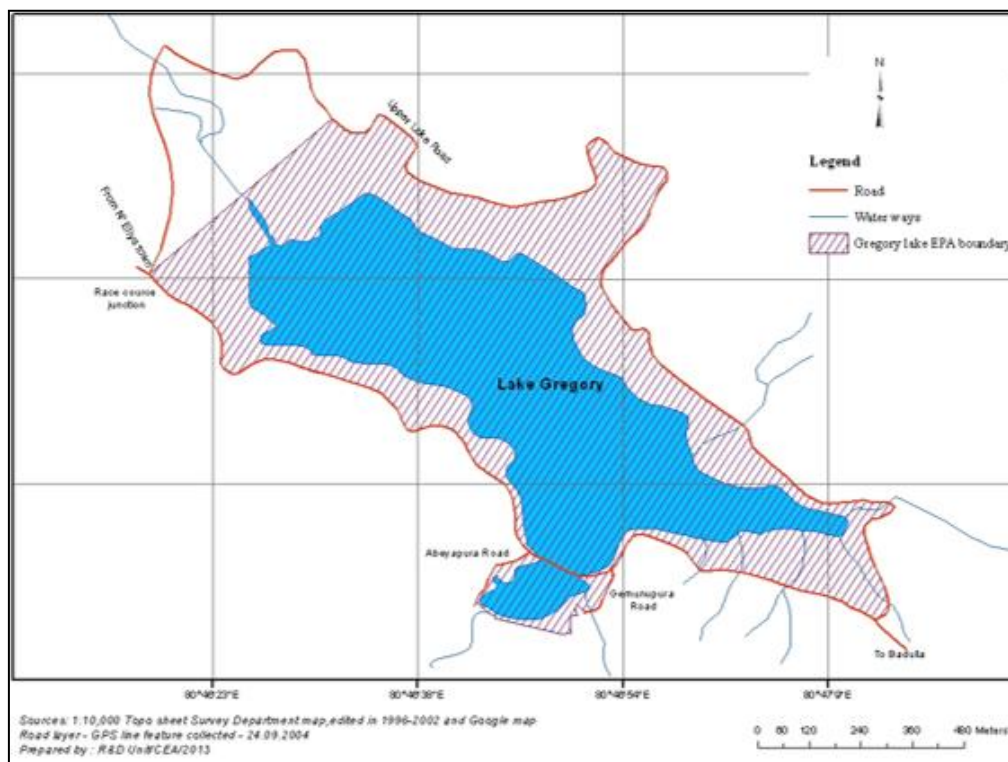 N
Upper Lake Road
Legend
Road
Water ways
Gregory lake EPA boundary
From N' Eliya town
Race course
junction
Lake Gregory
Abeyapura Road
Gemunupura
Road
To Badulla
80°46'23"E
80°46'38"E
80°46'54"E
80°47'9"E
Sources: 1:10,000 Topo sheet Survey Department map,edited in 1996-2002 and Google map
Road layer - GPS line feature collected - 24.09.2004
Prepared by : R&D Unit/CEA/2013
0 60 120 240 360 480 Meters